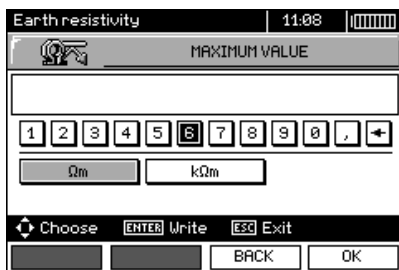 Earth resistivity 11:08
MAXIMUM VALUE
1 2 3 4 5 6 7 8 9 0 , ←
Ωm kΩm
Choose ENTER Write ESC Exit
BACK OK